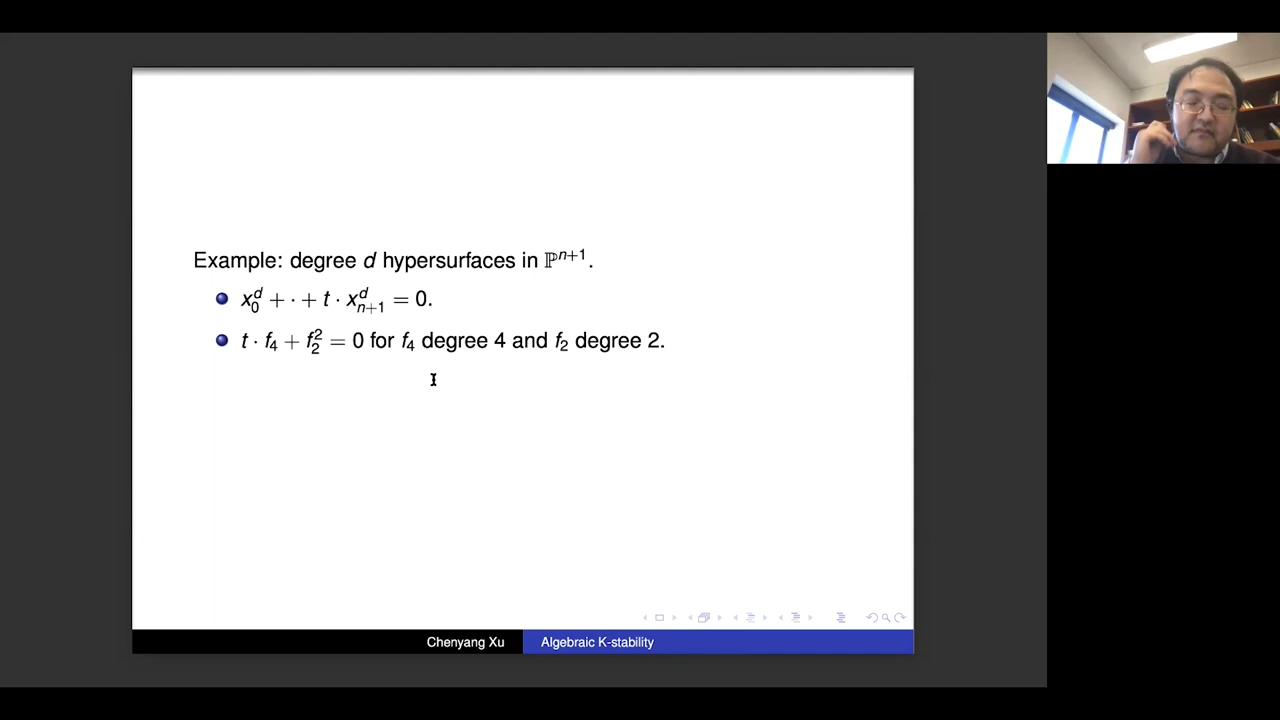 Example: degree d hypersurfaces in ℙⁿ⁺¹.
x_0^d + · + t · x_{n+1}^d = 0.
t · f_4 + f_2^2 = 0 for f_4 degree 4 and f_2 degree 2.
Chenyang Xu Algebraic K-stability